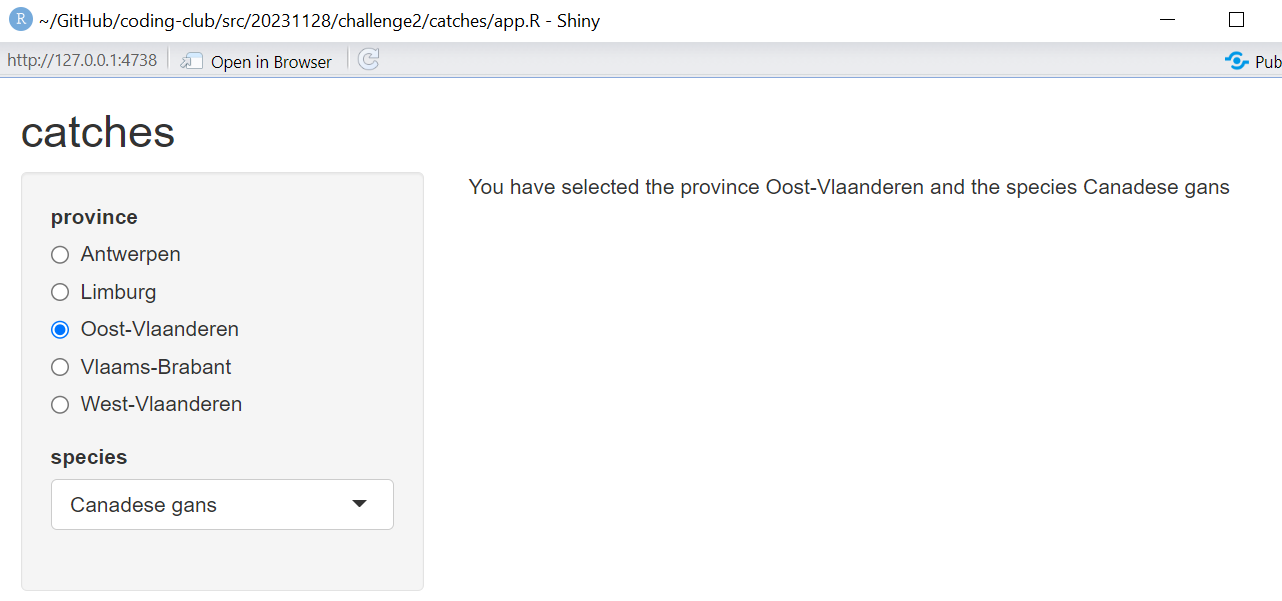 R ~/GitHub/coding-club/src/20231128/challenge2/catches/app.R - Shiny
http://127.0.0.1:4738 Open in Browser Pub
catches
You have selected the province Oost-Vlaanderen and the species Canadese gans
province
Antwerpen
Limburg
Oost-Vlaanderen
Vlaams-Brabant
West-Vlaanderen
species
Canadese gans